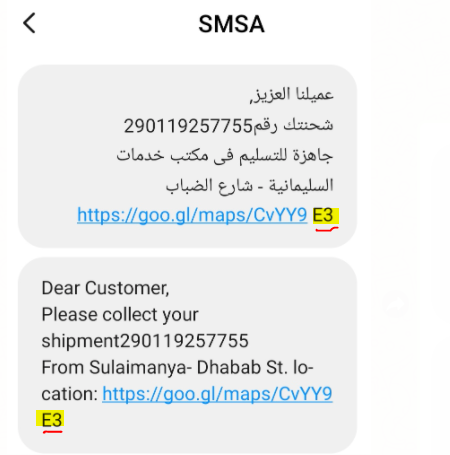 SMSA
عميلنا العزيز,
شحنتك رقم290119257755
جاهزة للتسليم فى مكتب خدمات
السليمانية - شارع الضباب
https://goo.gl/maps/CvYY9 E3
Dear Customer,
Please collect your
shipment290119257755
From Sulaimanya- Dhabab St. lo-
cation: https://goo.gl/maps/CvYY9
E3